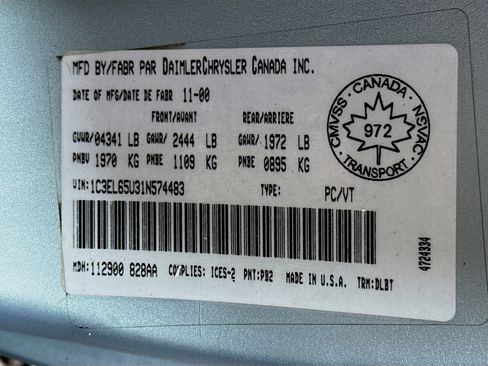 MFD BY/FABR PAR DAIMLERCHRYSLER CANADA INC.
DATE OF MFG/DATE DE FABR 11-00
FRONT/AVANT REAR/ARRIERE
GVWR/04341 LB GAWR/ 2444 LB GAWR/ 1972 LB
PNBV 1970 KG PNBE 1109 KG PNBE 0895 KG
VIN: 1C3EL65U31N574483 TYPE: PC/VT
MDH: 112900 828AA COMPLIES: ICES-2 PNT: PB2 MADE IN U.S.A. TRM: DLBT
CMVSS · CANADA · NSVAC · TRANSPORT ·
972
4724334